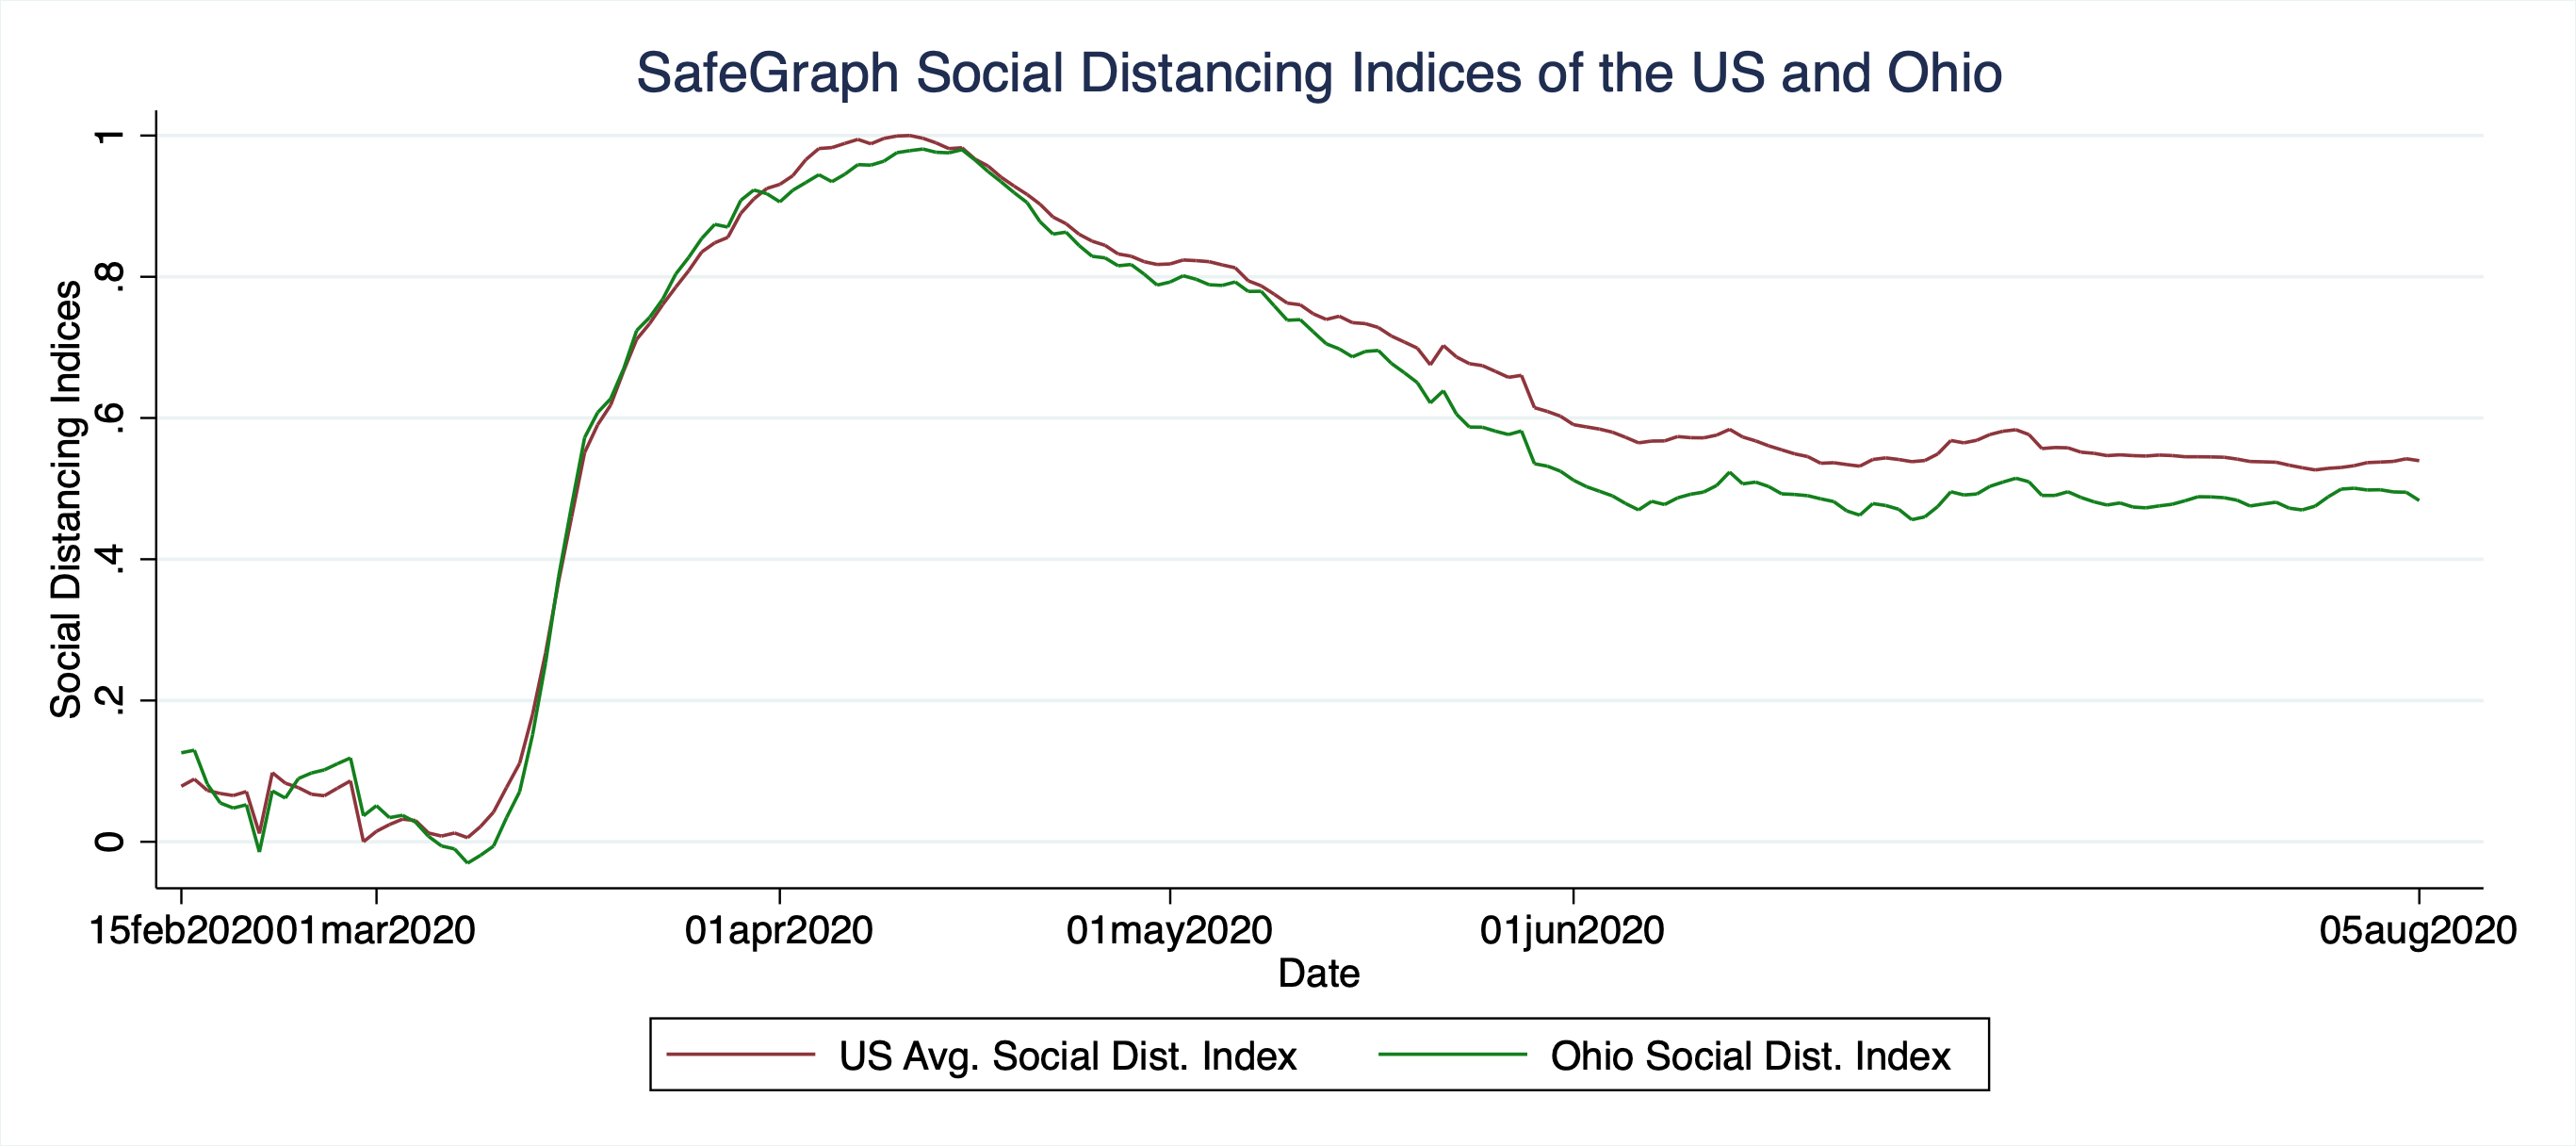 SafeGraph Social Distancing Indices of the US and Ohio
Social Distancing Indices
1
.8
.6
.4
.2
0
15feb2020 01mar2020 01apr2020 01may2020 01jun2020 05aug2020
Date
US Avg. Social Dist. Index Ohio Social Dist. Index